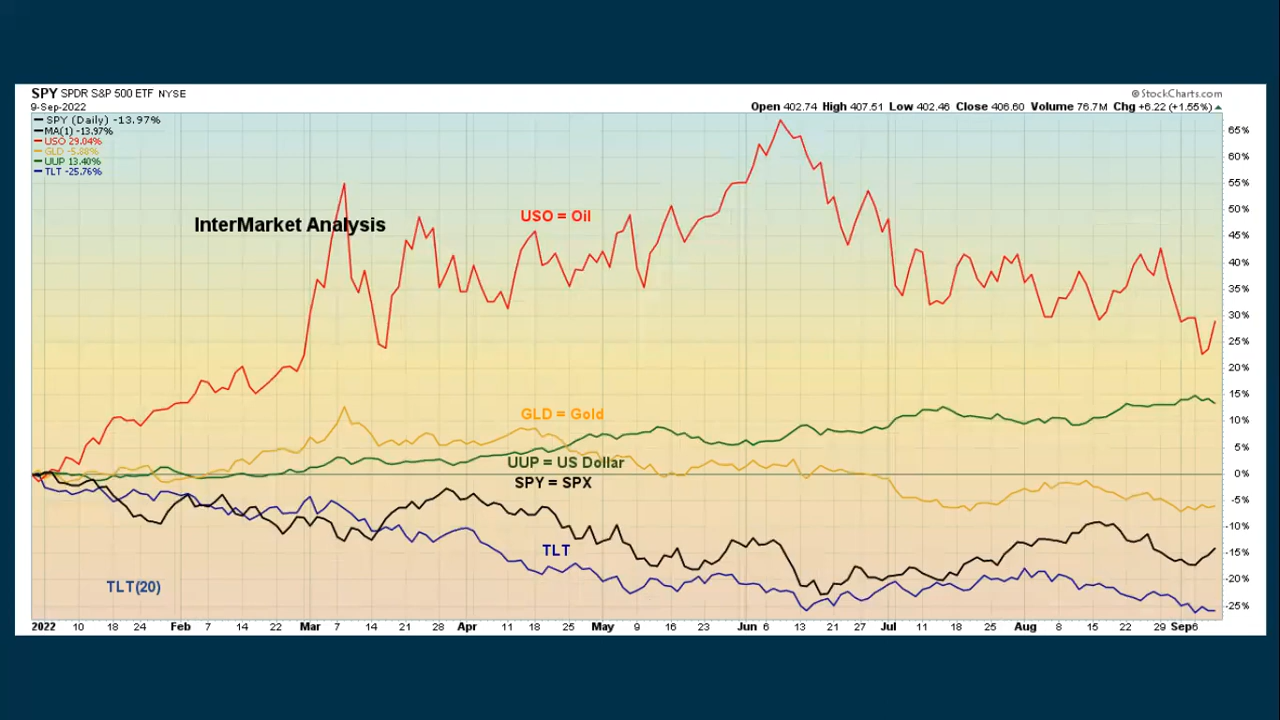 SPY SPDR S&P 500 ETF NYSE
© StockCharts.com
9-Sep-2022
Open 402.74 High 407.51 Low 402.46 Close 406.60 Volume 76.7M Chg +6.22 (+1.55%)
SPY (Daily) -13.97%
MA(1) -13.97%
USO 29.04%
GLD -5.88%
UUP 13.40%
TLT -25.76%
InterMarket Analysis
USO = Oil
GLD = Gold
UUP = US Dollar
SPY = SPX
TLT
TLT(20)
65%
60%
55%
50%
45%
40%
35%
30%
25%
20%
15%
10%
5%
0%
-5%
-10%
-15%
-20%
-25%
2022 10 18 24 Feb 7 14 22 Mar 7 14 21 28 Apr 11 18 25 May 9 16 23 Jun 6 13 21 27 Jul 11 18 25 Aug 8 15 22 29 Sep 6